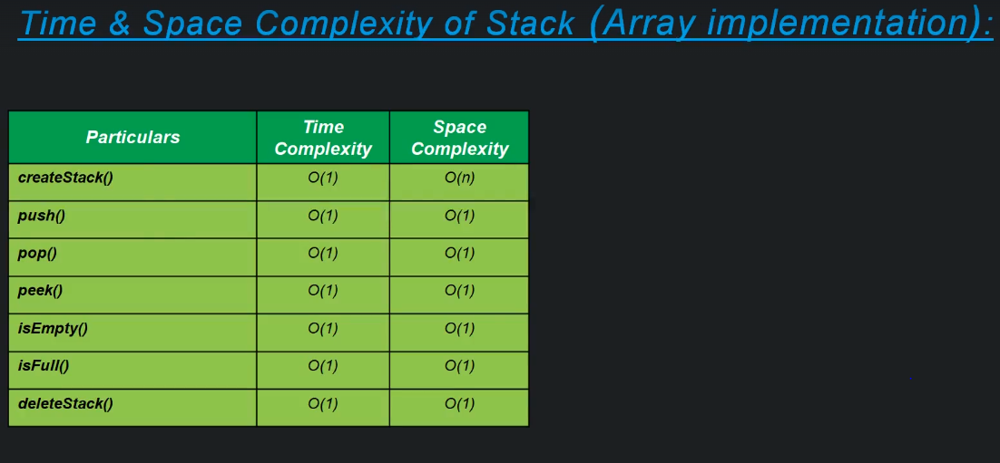 Time & Space Complexity of Stack (Array implementation):
Particulars Time Complexity Space Complexity
createStack() O(1) O(n)
push() O(1) O(1)
pop() O(1) O(1)
peek() O(1) O(1)
isEmpty() O(1) O(1)
isFull() O(1) O(1)
deleteStack() O(1) O(1)